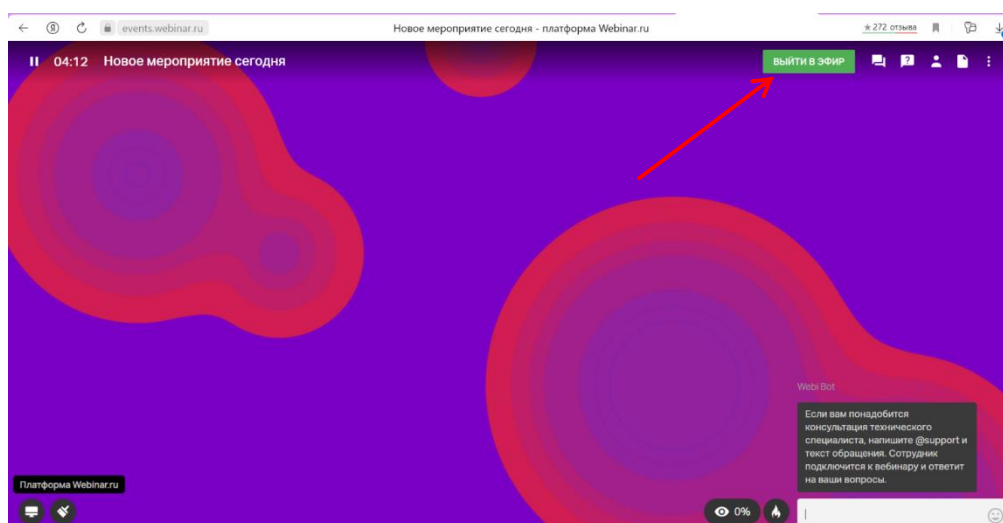 events.webinar.ru
Новое мероприятие сегодня - платформа Webinar.ru
★ 272 отзыва
04:12 Новое мероприятие сегодня
ВЫЙТИ В ЭФИР
Webi Bot
Если вам понадобится
консультация технического
специалиста, напишите @support и
текст обращения. Сотрудник
подключится к вебинару и ответит
на ваши вопросы.
Платформа Webinar.ru
0%